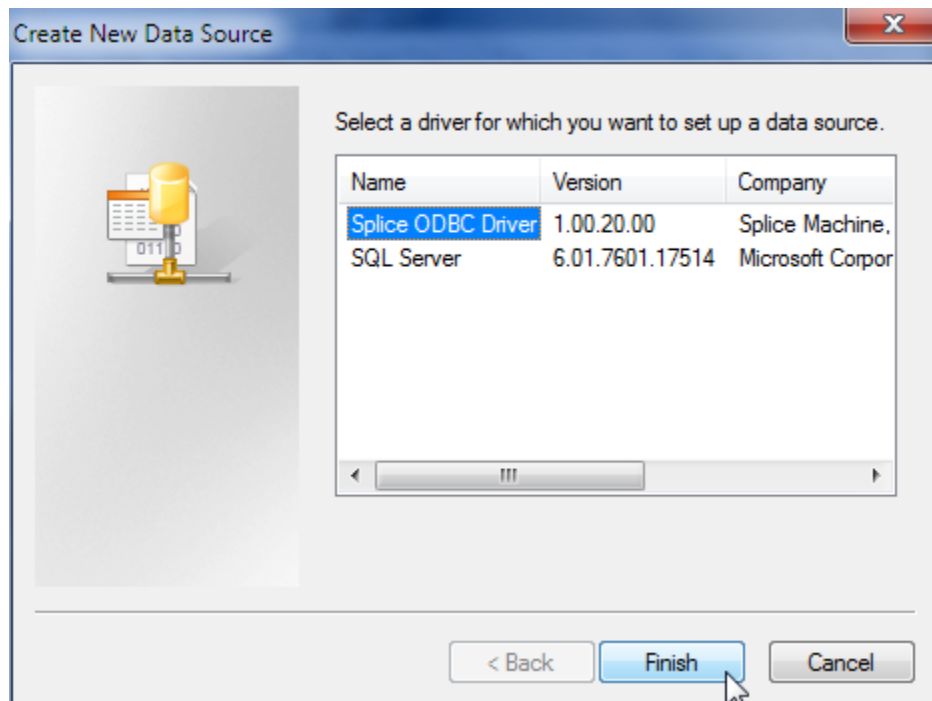 Create New Data Source
Select a driver for which you want to set up a data source.
Name Version Company
Splice ODBC Driver 1.00.20.00 Splice Machine,
SQL Server 6.01.7601.17514 Microsoft Corpor
< Back Finish Cancel